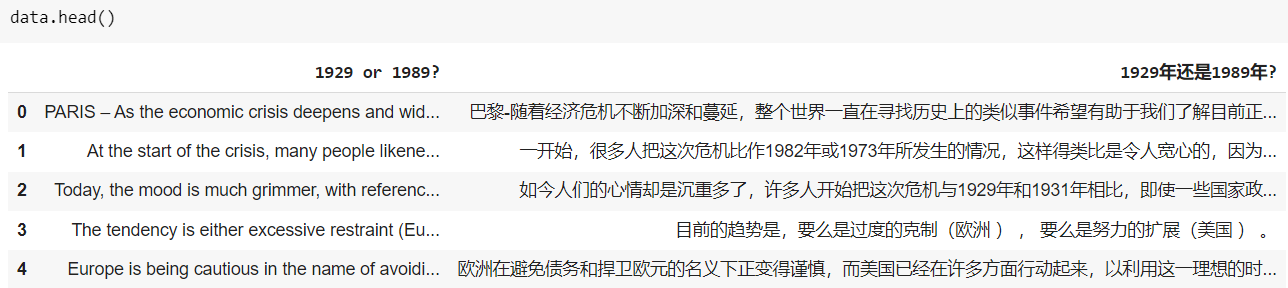 data.head()
1929 or 1989? 1929年还是1989年?
0 PARIS – As the economic crisis deepens and wid... 巴黎-随着经济危机不断加深和蔓延，整个世界一直在寻找历史上的类似事件希望有助于我们了解目前正...
1 At the start of the crisis, many people likene... 一开始，很多人把这次危机比作1982年或1973年所发生的情况，这样得类比是令人宽心的，因为...
2 Today, the mood is much grimmer, with referenc... 如今人们的心情却是沉重多了，许多人开始把这次危机与1929年和1931年相比，即使一些国家政...
3 The tendency is either excessive restraint (Eu... 目前的趋势是，要么是过度的克制（欧洲 ） ， 要么是努力的扩展（美国 ） 。
4 Europe is being cautious in the name of avoidi... 欧洲在避免债务和捍卫欧元的名义下正变得谨慎，而美国已经在许多方面行动起来，以利用这一理想的时...